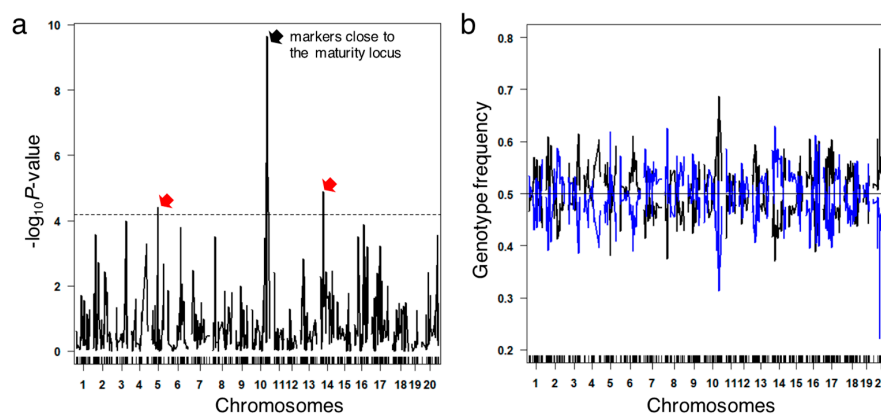 a
10
8
6
4
2
0
-log10P-value
markers close to
the maturity locus
1 2 3 4 5 6 7 8 9 10 11 12 13 14 15 16 17 18 19 20
Chromosomes
b
0.8
0.7
0.6
0.5
0.4
0.3
0.2
Genotype frequency
1 2 3 4 5 6 7 8 9 10 11 12 13 14 15 16 17 18 19 2
Chromosomes